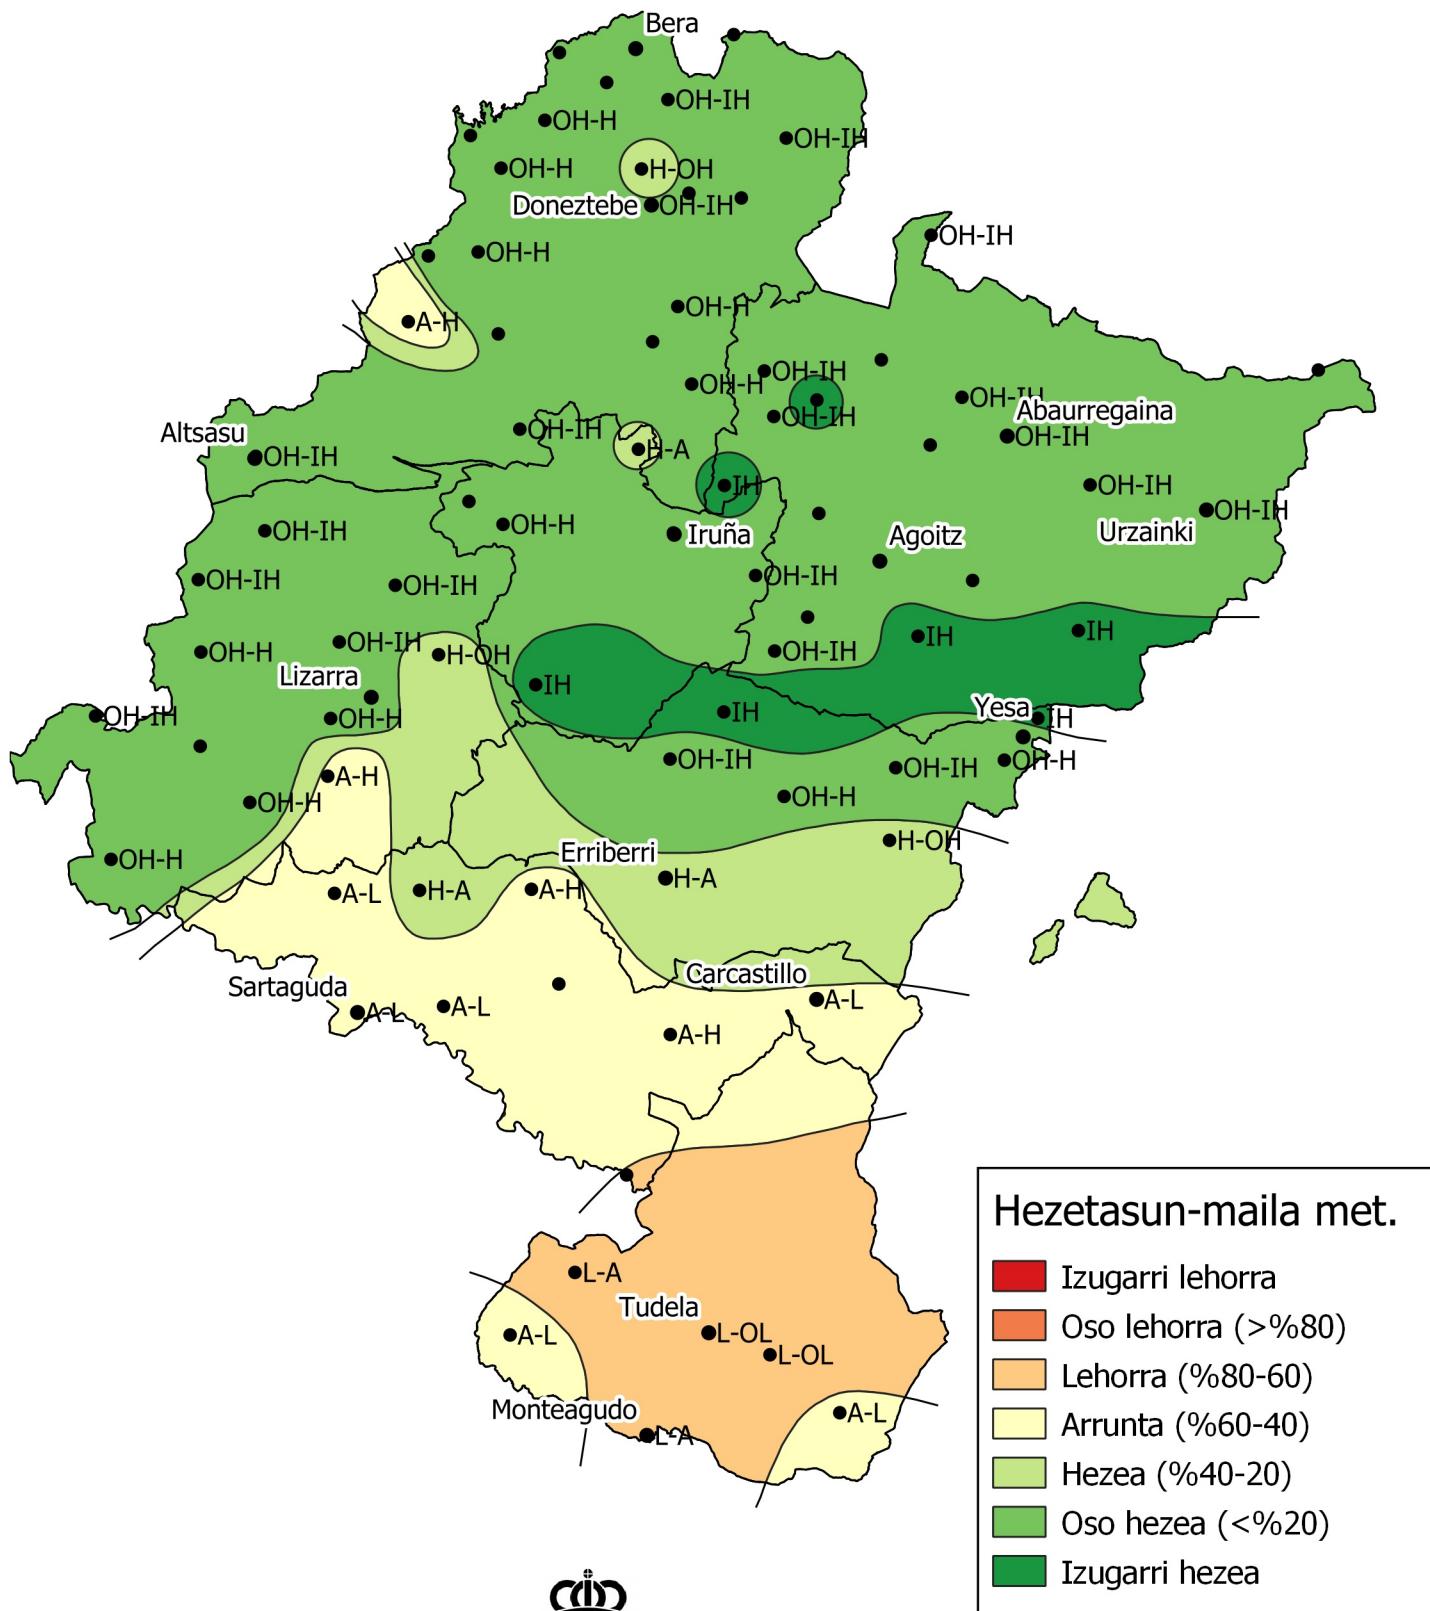 Bera
OH-IH
OH-H
OH-IH
OH-H
H-OH
Doneztebe
OH-IH
OH-IH
OH-H
OH-H
A-H
OH-IH
OH-H
OH-IH
Abaurregaina
OH-IH
OH-IH
Altsasu
OH-IH
OH-IH
H-A
IH
OH-IH
OH-IH
OH-H
OH-IH
Iruña
Agoitz
Urzainki
OH-IH
OH-IH
OH-IH
OH-H
OH-IH
H-OH
OH-IH
IH
IH
Lizarra
IH
OH-IH
OH-H
IH
Yesa
IH
OH-IH
OH-IH
OH-H
A-H
OH-H
OH-H
H-OH
Erriberri
OH-H
A-L
H-A
A-H
H-A
Carcastillo
Sartaguda
A-L
A-L
A-L
A-H
L-A
Tudela
A-L
L-OL
L-OL
Monteagudo
L-A
A-L
Hezetasun-maila met.
Izugarri lehorra
Oso lehorra (>%80)
Lehorra (%80-60)
Arrunta (%60-40)
Hezea (%40-20)
Oso hezea (<%20)
Izugarri hezea